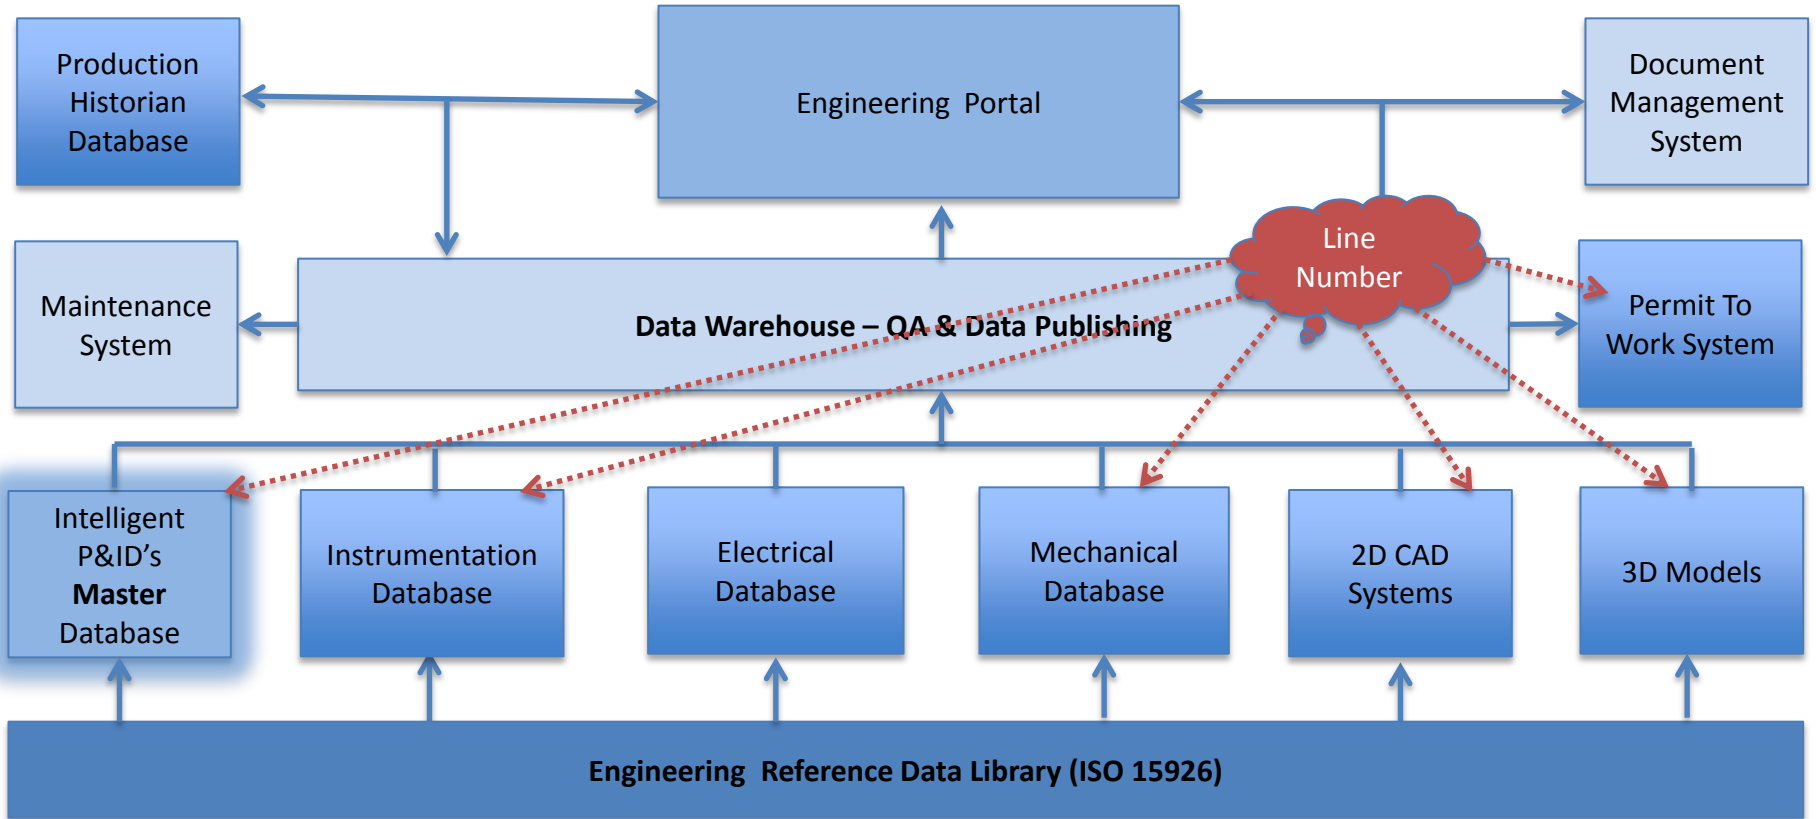 Production
Historian
Database
Engineering  Portal
Document
Management
System
Line
Number
Maintenance
System
Data Warehouse – QA & Data Publishing
Permit To
Work System
Intelligent
P&ID’s
Master
Database
Instrumentation
Database
Electrical
Database
Mechanical
Database
2D CAD
Systems
3D Models
Engineering  Reference Data Library (ISO 15926)